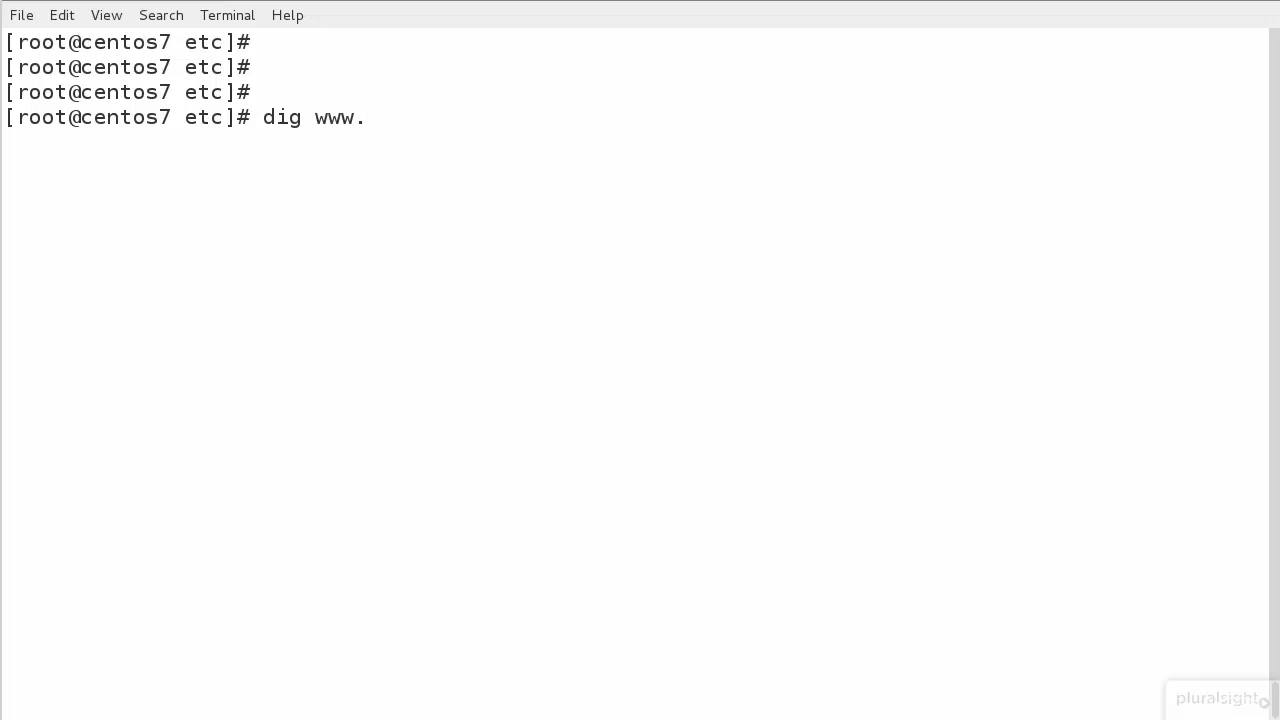 File Edit View Search Terminal Help
[root@centos7 etc]#
[root@centos7 etc]#
[root@centos7 etc]#
[root@centos7 etc]# dig www.
pluralsight